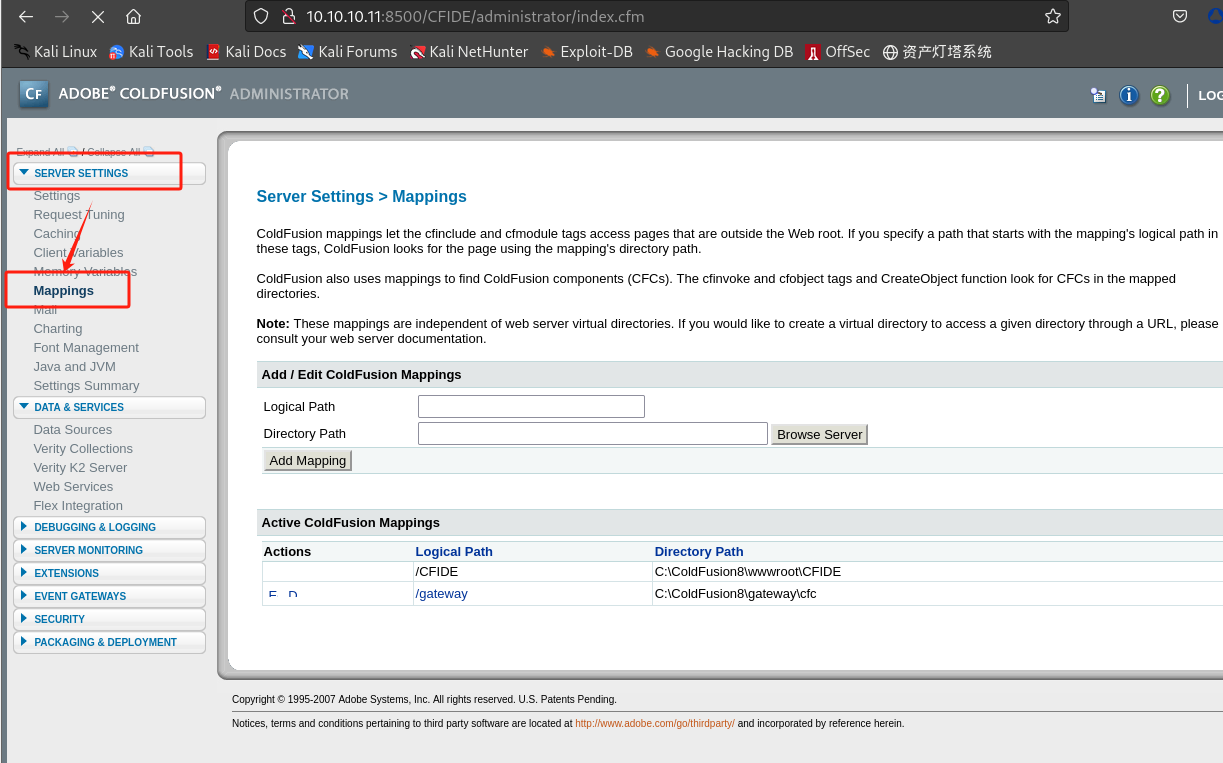 10.10.10.11:8500/CFIDE/administrator/index.cfm
Kali Linux Kali Tools Kali Docs Kali Forums Kali NetHunter Exploit-DB Google Hacking DB OffSec 资产灯塔系统
CF ADOBE® COLDFUSION® ADMINISTRATOR LOG
Expand All / Collapse All
SERVER SETTINGS
Settings
Request Tuning
Caching
Client Variables
Memory Variables
Mappings
Mail
Charting
Font Management
Java and JVM
Settings Summary
DATA & SERVICES
Data Sources
Verity Collections
Verity K2 Server
Web Services
Flex Integration
DEBUGGING & LOGGING
SERVER MONITORING
EXTENSIONS
EVENT GATEWAYS
SECURITY
PACKAGING & DEPLOYMENT
Server Settings > Mappings
ColdFusion mappings let the cfinclude and cfmodule tags access pages that are outside the Web root. If you specify a path that starts with the mapping's logical path in
these tags, ColdFusion looks for the page using the mapping's directory path.
ColdFusion also uses mappings to find ColdFusion components (CFCs). The cfinvoke and cfobject tags and CreateObject function look for CFCs in the mapped
directories.
Note: These mappings are independent of web server virtual directories. If you would like to create a virtual directory to access a given directory through a URL, please
consult your web server documentation.
Add / Edit ColdFusion Mappings
Logical Path
Directory Path Browse Server
Add Mapping
Active ColdFusion Mappings
Actions Logical Path Directory Path
/CFIDE C:\ColdFusion8\wwwroot\CFIDE
E D /gateway C:\ColdFusion8\gateway\cfc
Copyright © 1995-2007 Adobe Systems, Inc. All rights reserved. U.S. Patents Pending.
Notices, terms and conditions pertaining to third party software are located at http://www.adobe.com/go/thirdparty/ and incorporated by reference herein.